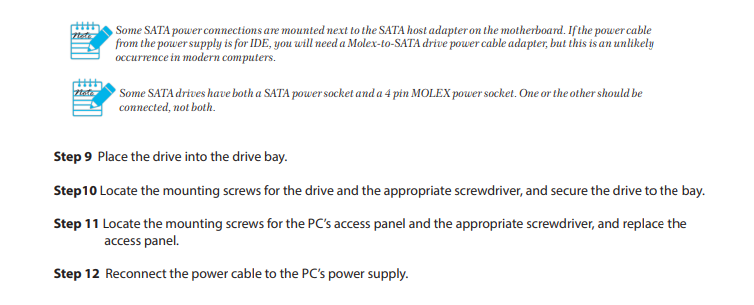 Note
Some SATA power connections are mounted next to the SATA host adapter on the motherboard. If the power cable
from the power supply is for IDE, you will need a Molex-to-SATA drive power cable adapter, but this is an unlikely
occurrence in modern computers.
Note
Some SATA drives have both a SATA power socket and a 4 pin MOLEX power socket. One or the other should be
connected, not both.
Step 9 Place the drive into the drive bay.
Step10 Locate the mounting screws for the drive and the appropriate screwdriver, and secure the drive to the bay.
Step 11 Locate the mounting screws for the PC’s access panel and the appropriate screwdriver, and replace the
access panel.
Step 12 Reconnect the power cable to the PC’s power supply.